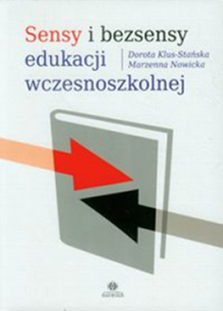 Sensy i bezsensy
edukacji
wczesnoszkolnej
Dorota Klus-Stańska
Marzenna Nowicka